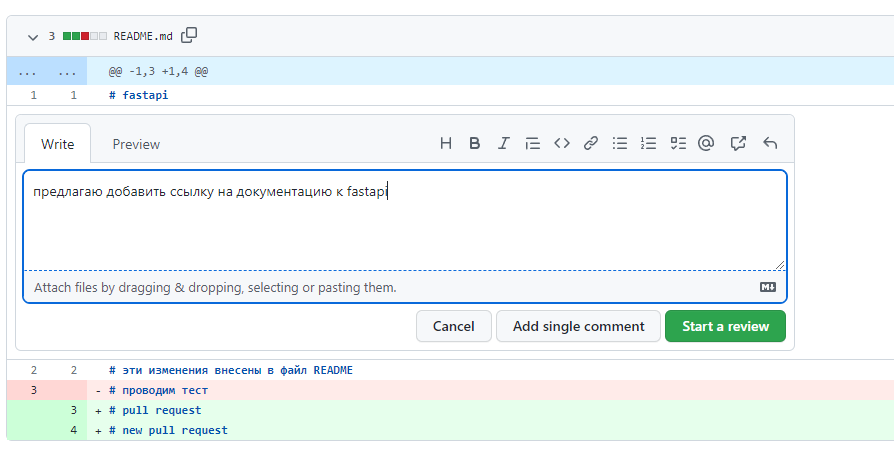 3 README.md
... ... @@ -1,3 +1,4 @@
1 1 # fastapi
Write Preview
предлагаю добавить ссылку на документацию к fastapi
Attach files by dragging & dropping, selecting or pasting them.
Cancel Add single comment Start a review
2 2 # эти изменения внесены в файл README
3 - # проводим тест
3 + # pull request
4 + # new pull request